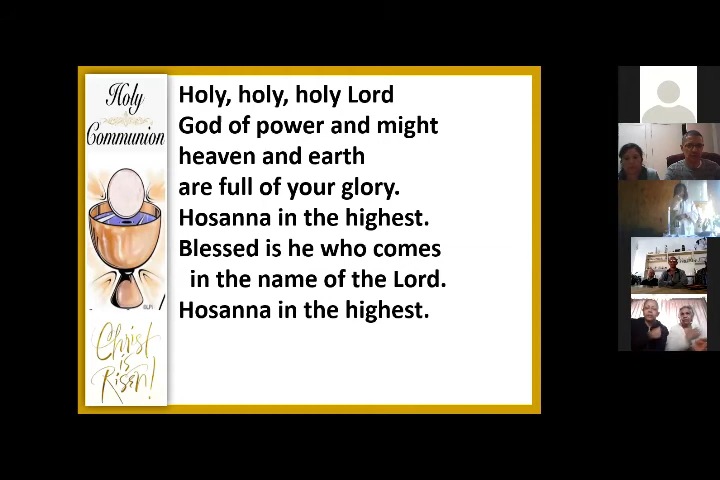 Holy
Communion
Christ
is
Risen!
Holy, holy, holy Lord
God of power and might
heaven and earth
are full of your glory.
Hosanna in the highest.
Blessed is he who comes
in the name of the Lord.
Hosanna in the highest.